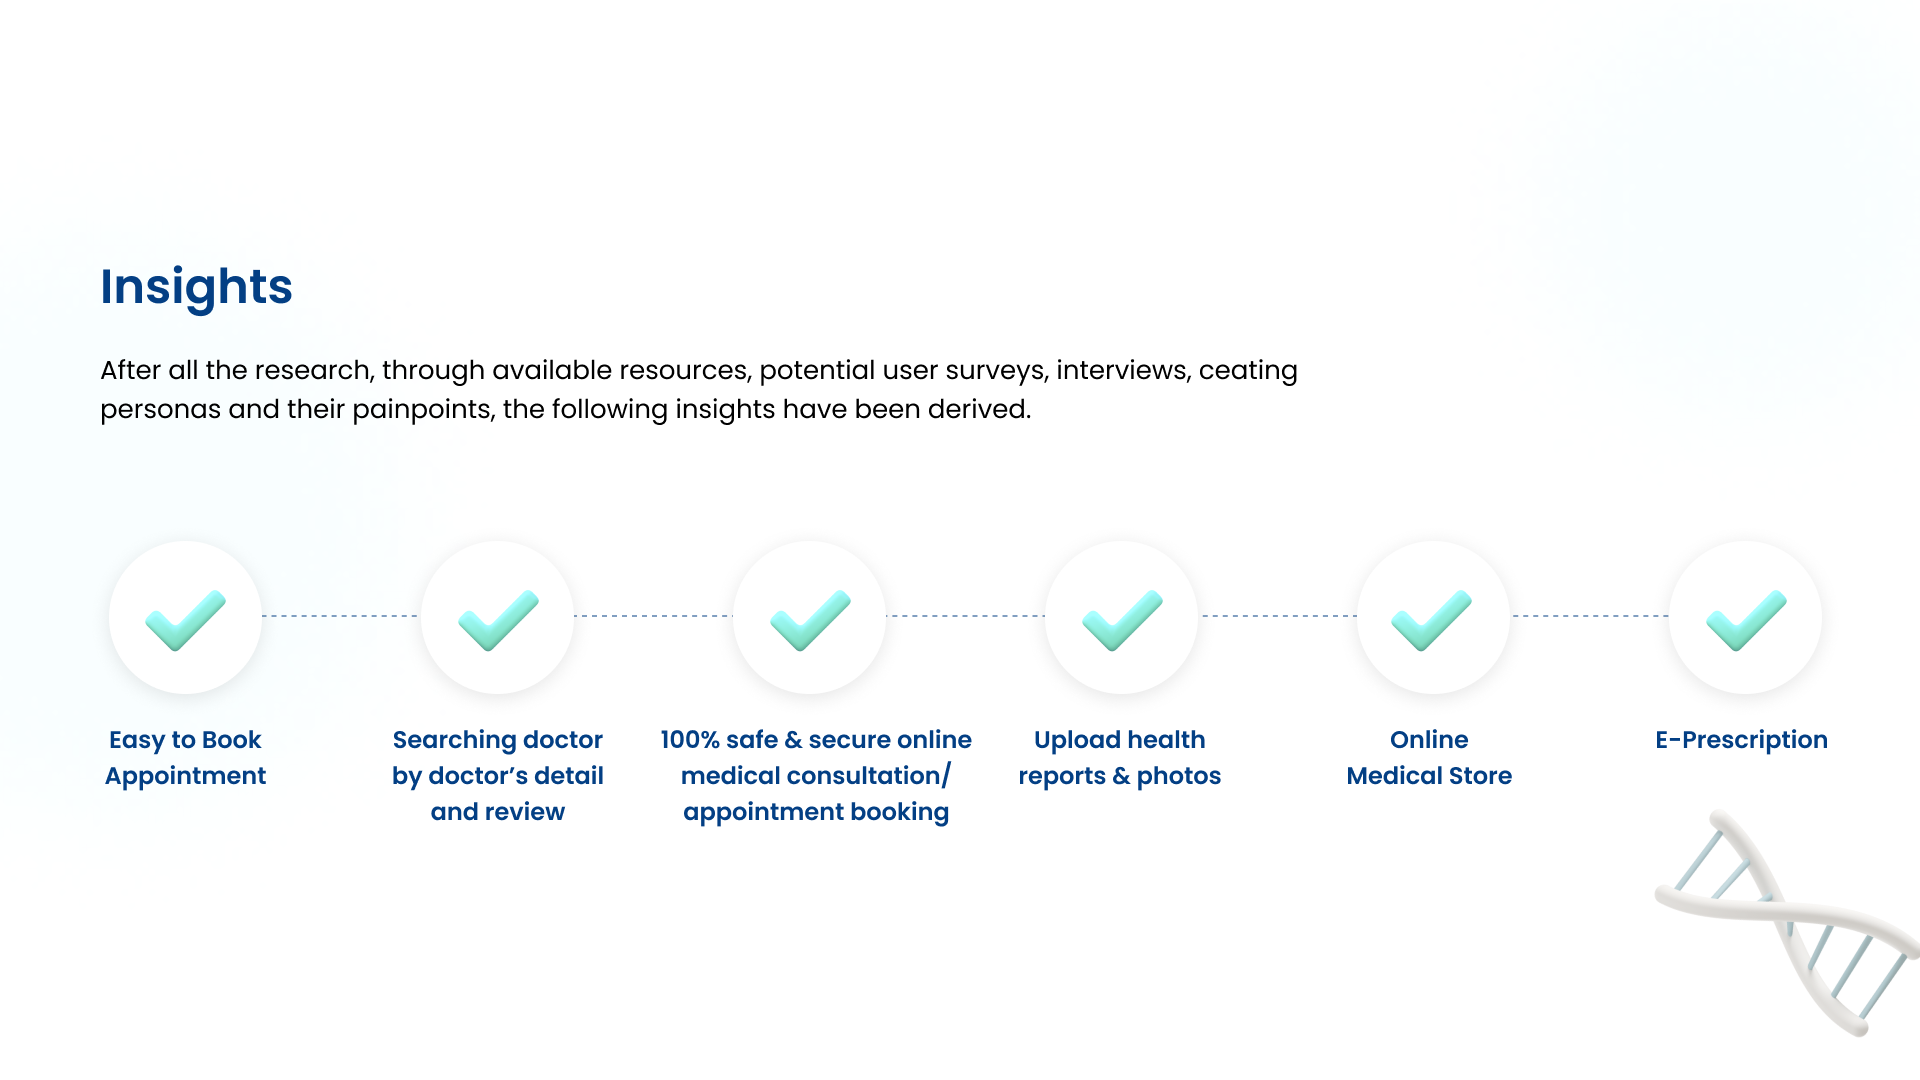 Insights
After all the research, through available resources, potential user surveys, interviews, ceating
personas and their painpoints, the following insights have been derived.
Easy to Book
Appointment
Searching doctor
by doctor’s detail
and review
100% safe & secure online
medical consultation/
appointment booking
Upload health
reports & photos
Online
Medical Store
E-Prescription